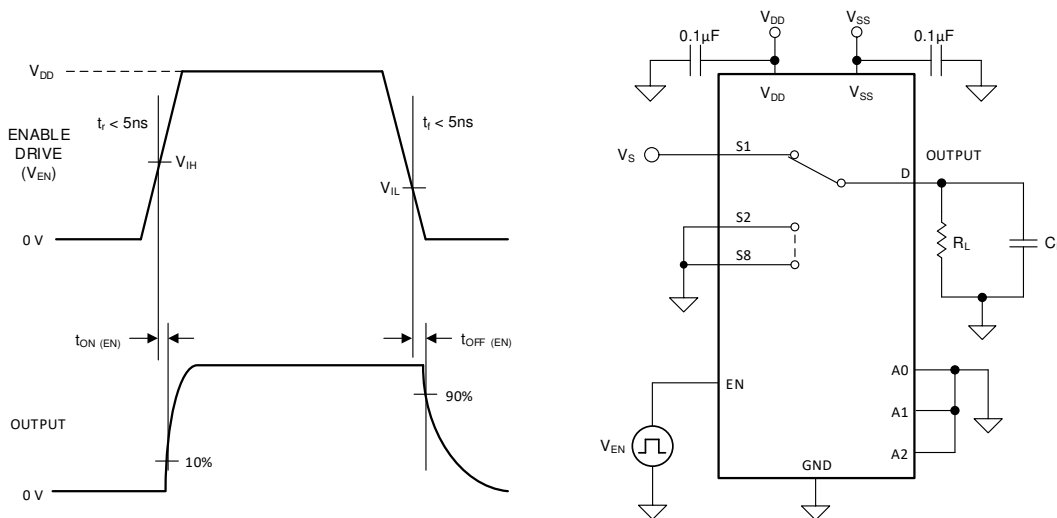 V_DD
ENABLE
DRIVE
(V_EN)
t_r < 5ns
t_f < 5ns
V_IH
V_IL
0 V
t_ON (EN)
t_OFF (EN)
OUTPUT
90%
10%
0 V
V_DD
V_SS
0.1µF
0.1µF
V_DD
V_SS
V_S
S1
OUTPUT
D
S2
S8
R_L
C
EN
A0
A1
A2
V_EN
GND